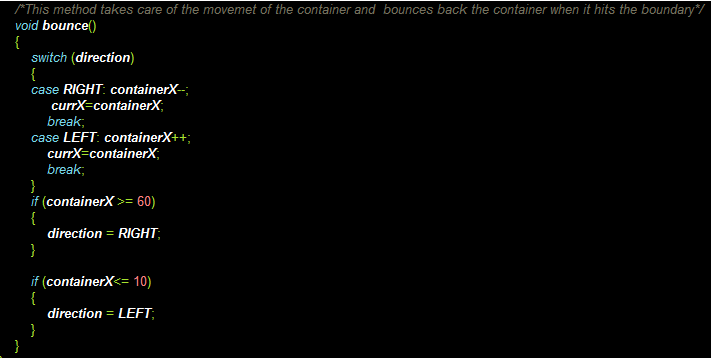 /*This method takes care of the movemet of the container and  bounces back the container when it hits the boundary*/
void bounce()
{
    switch (direction)
    {
    case RIGHT: containerX--;
         currX=containerX;
        break;
    case LEFT: containerX++;
        currX=containerX;
        break;
    }
    if (containerX >= 60)
    {
        direction = RIGHT;
    }

    if (containerX<= 10)
    {
        direction = LEFT;
    }
}